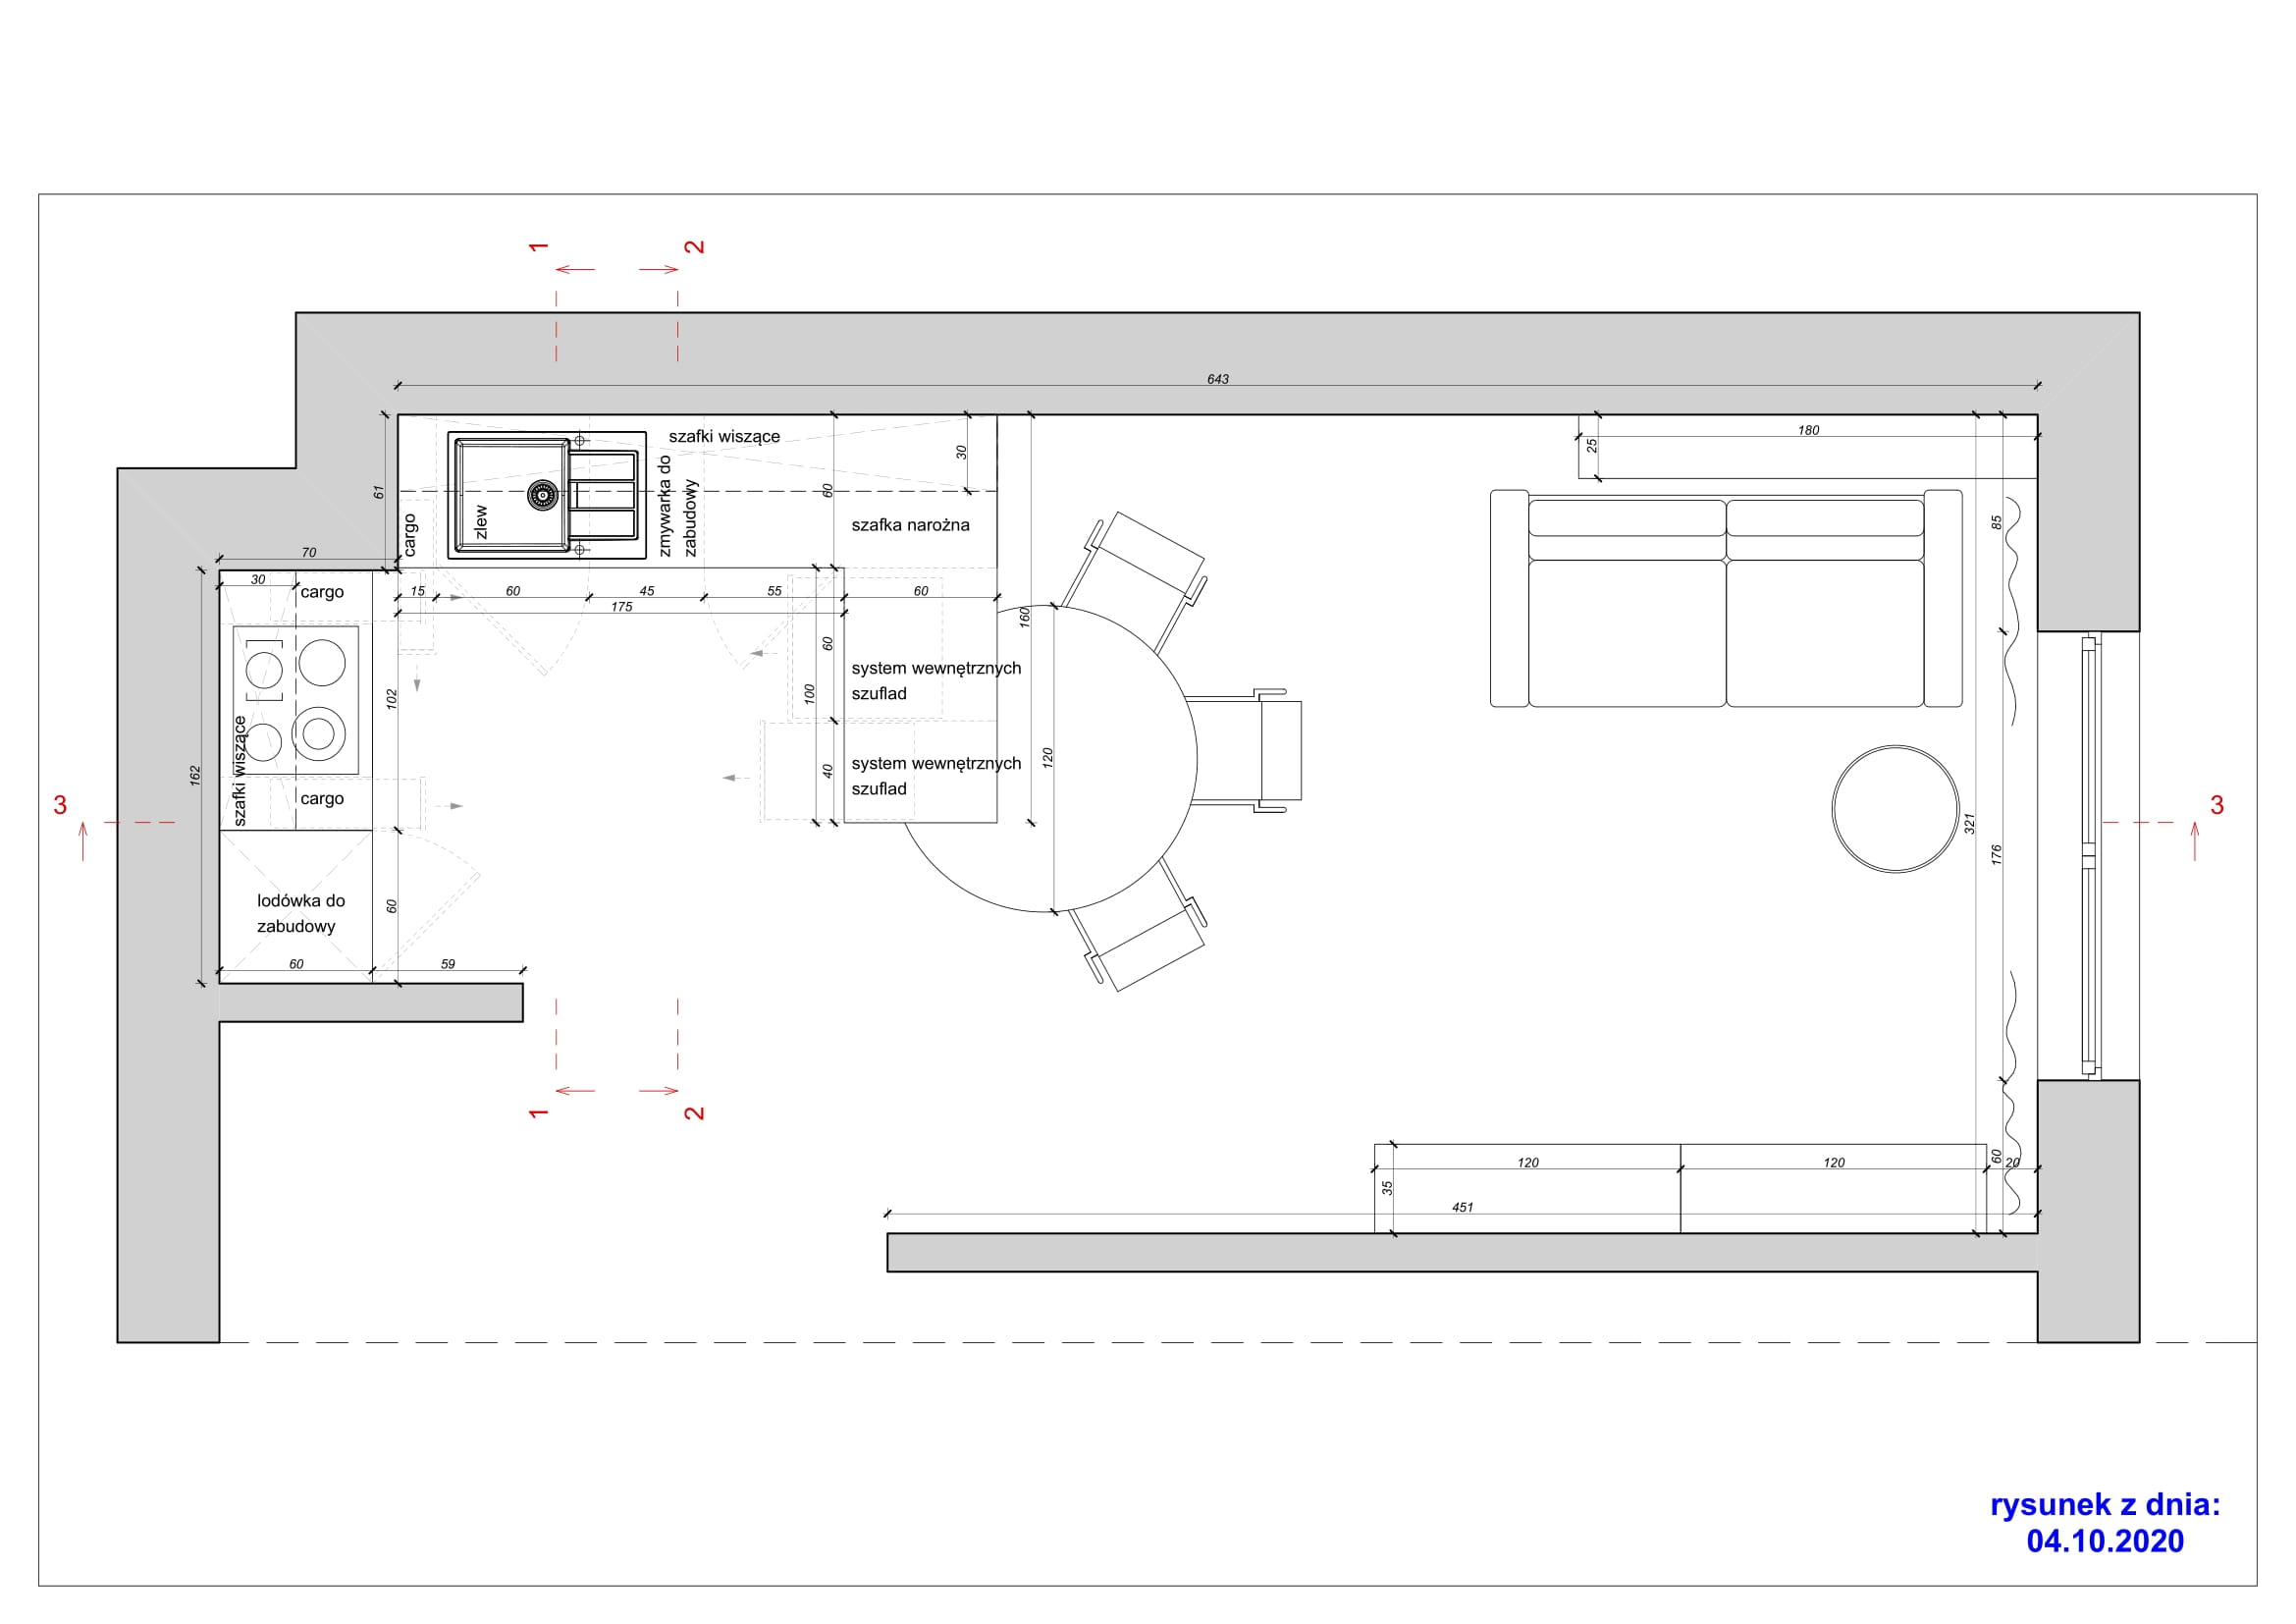 1
2
643
180
25
szafki wiszące
30
60
61
zlew
zmywarka do
zabudowy
cargo
szafka narożna
85
70
30
cargo
15
60
45
55
60
175
160
60
system wewnętrznych
szuflad
100
102
120
system wewnętrznych
szuflad
40
szafki wiszące
162
cargo
3
3
321
176
lodówka do
zabudowy
60
60
59
1
2
120
120
20
60
35
451
rysunek z dnia:
04.10.2020